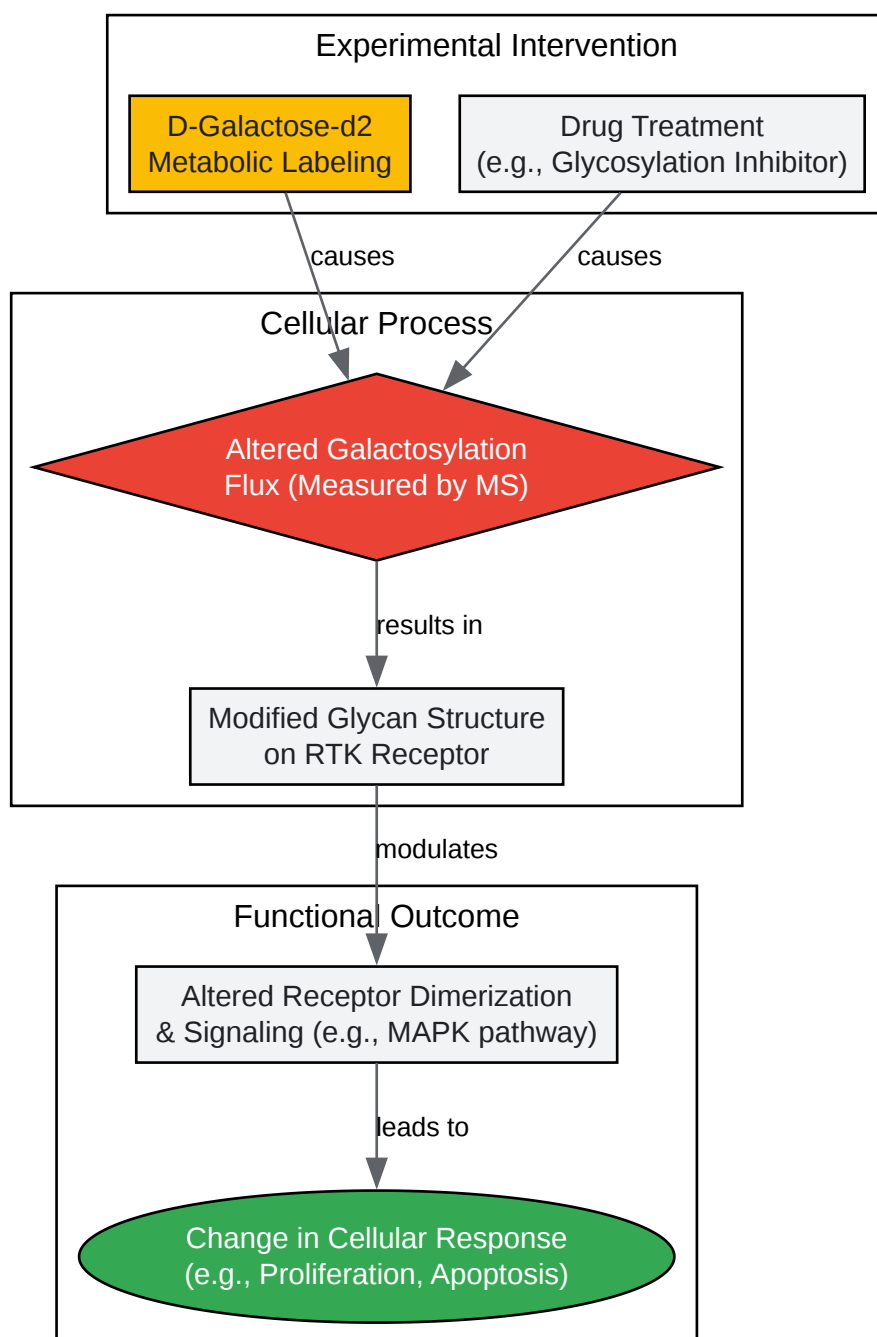 Experimental Intervention
D-Galactose-d2
Metabolic Labeling
Drug Treatment
(e.g., Glycosylation Inhibitor)
causes
causes
Cellular Process
Altered Galactosylation
Flux (Measured by MS)
results in
Modified Glycan Structure
on RTK Receptor
modulates
Functional Outcome
Altered Receptor Dimerization
& Signaling (e.g., MAPK pathway)
leads to
Change in Cellular Response
(e.g., Proliferation, Apoptosis)